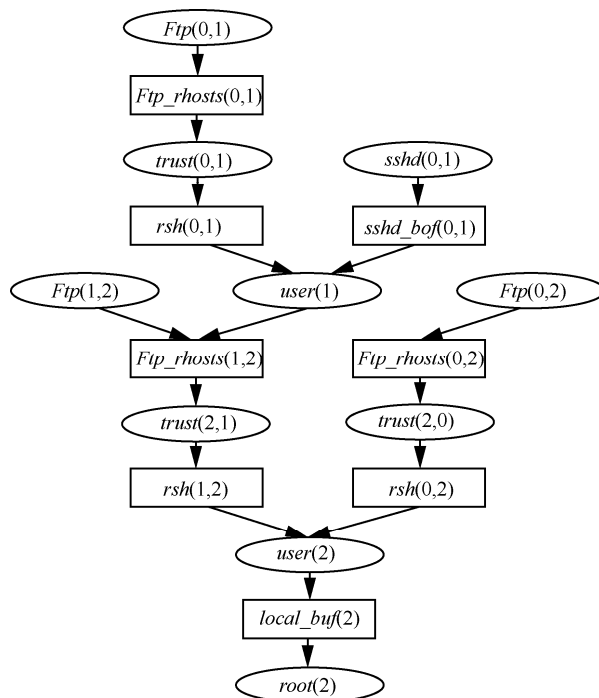 Ftp(0,1)
Ftp_rhosts(0,1)
trust(0,1)
sshd(0,1)
rsh(0,1)
sshd_bof(0,1)
Ftp(1,2)
user(1)
Ftp(0,2)
Ftp_rhosts(1,2)
Ftp_rhosts(0,2)
trust(2,1)
trust(2,0)
rsh(1,2)
rsh(0,2)
user(2)
local_buf(2)
root(2)